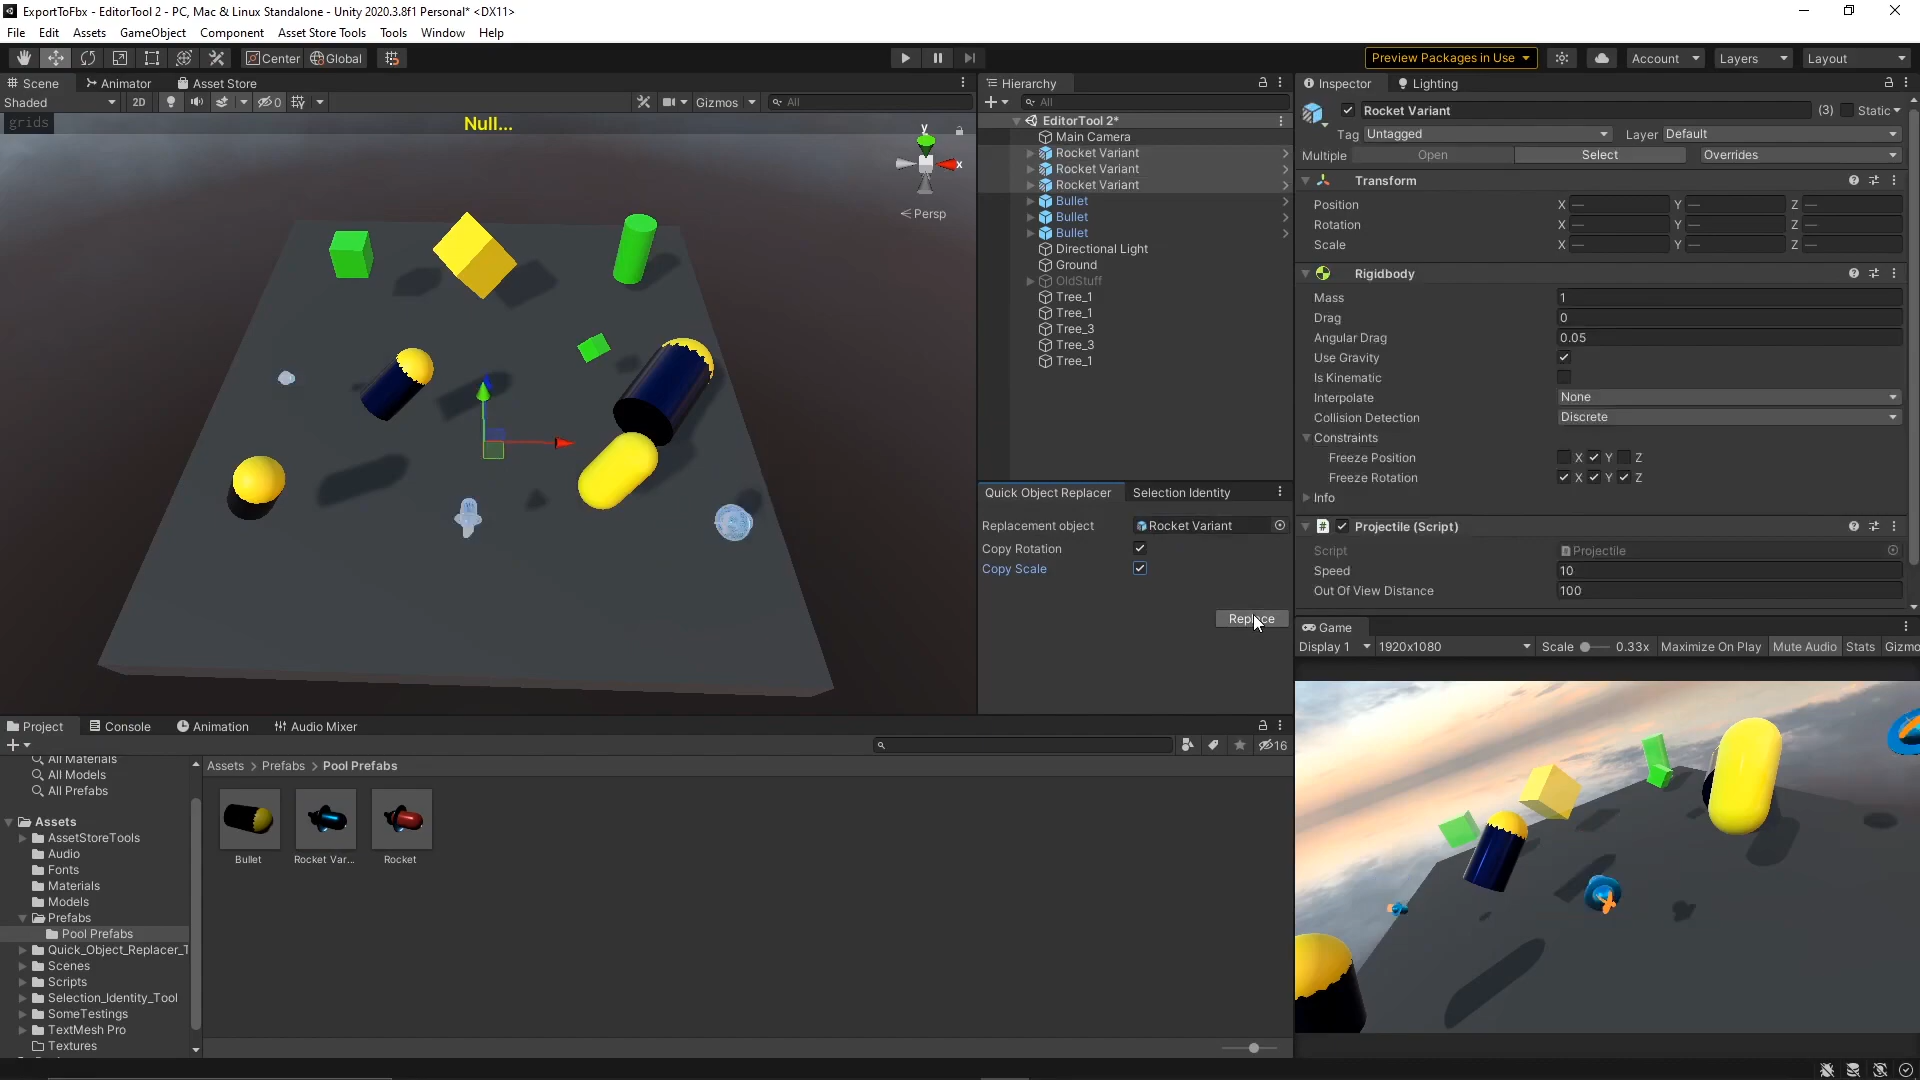 ExportToFbx - EditorTool 2 - PC, Mac & Linux Standalone - Unity 2020.3.8f1 Personal* <DX11>
File Edit Assets GameObject Component Asset Store Tools Tools Window Help
Center Global Preview Packages in Use Account Layers Layout
Scene Animator Asset Store
Shaded 2D 0 Gizmos All
grids
Null...
y
x
Persp
Hierarchy
All
EditorTool 2*
Main Camera
Rocket Variant
Rocket Variant
Rocket Variant
Bullet
Bullet
Bullet
Directional Light
Ground
OldStuff
Tree_1
Tree_1
Tree_3
Tree_3
Tree_1
Quick Object Replacer Selection Identity
Replacement object Rocket Variant
Copy Rotation
Copy Scale
Replace
Inspector Lighting
Rocket Variant (3) Static
Tag Untagged Layer Default
Multiple Open Select Overrides
Transform
Position X — Y — Z —
Rotation X — Y — Z —
Scale X — Y — Z —
Rigidbody
Mass 1
Drag 0
Angular Drag 0.05
Use Gravity
Is Kinematic
Interpolate None
Collision Detection Discrete
Constraints
Freeze Position X Y Z
Freeze Rotation X Y Z
Info
Projectile (Script)
Script Projectile
Speed 10
Out Of View Distance 100
Game
Display 1 1920x1080 Scale 0.33x Maximize On Play Mute Audio Stats Gizmo
Project Console Animation Audio Mixer
16
All Materials
All Models
All Prefabs
Assets
AssetStoreTools
Audio
Fonts
Materials
Models
Prefabs
Pool Prefabs
Quick_Object_Replacer_T
Scenes
Scripts
Selection_Identity_Tool
SomeTestings
TextMesh Pro
Textures
Assets > Prefabs > Pool Prefabs
Bullet Rocket Var... Rocket